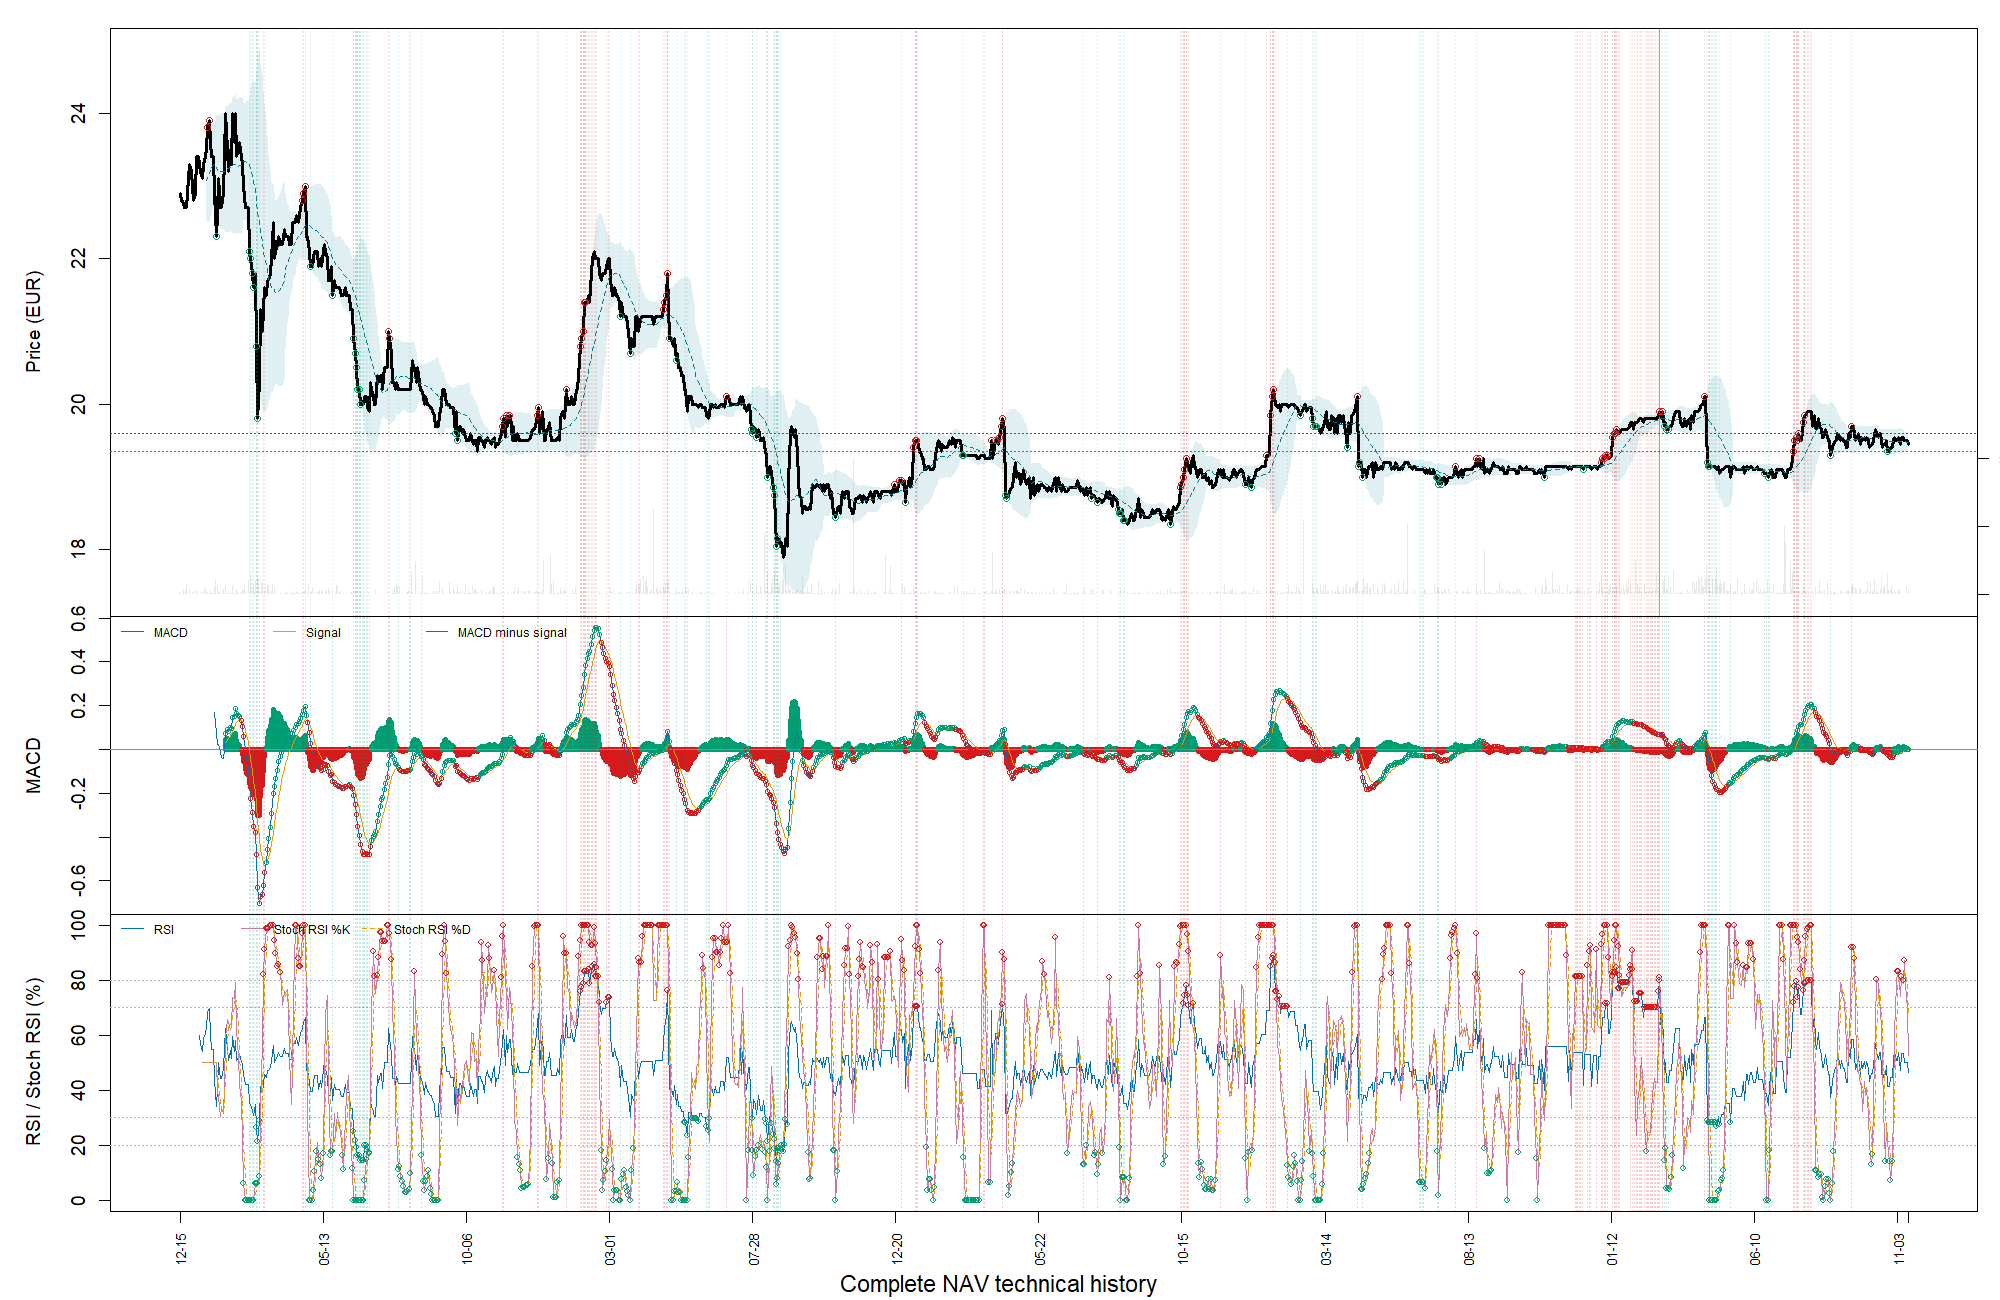 24
22
20
18
Price (EUR)
0.6
0.4
0.2
-0.2
-0.6
MACD
MACD Signal MACD minus signal
100
80
60
40
20
0
RSI / Stoch RSI (%)
RSI Stoch RSI %K Stoch RSI %D
12-15 05-13 10-06 03-01 07-28 12-20 05-22 10-15 03-14 08-13 01-12 06-10 11-03
Complete NAV technical history